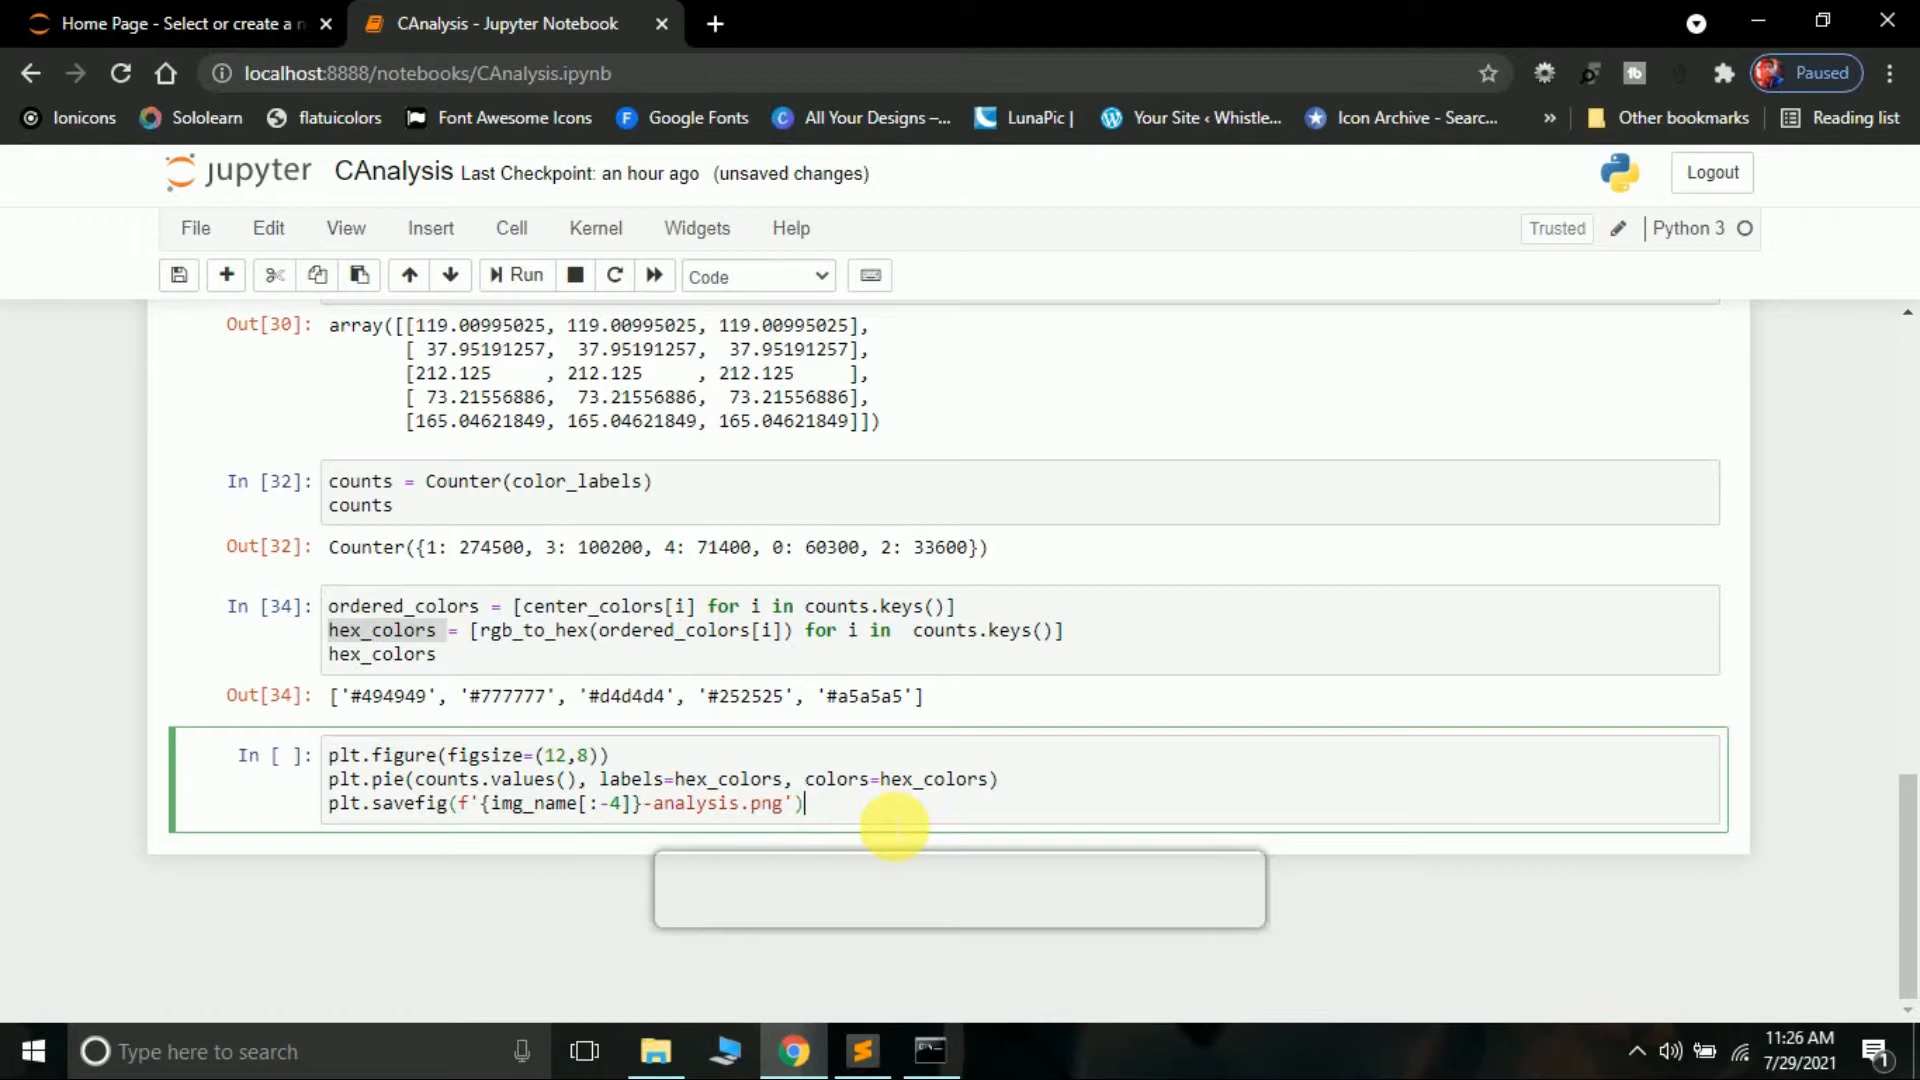 Home Page - Select or create a n
CAnalysis - Jupyter Notebook
localhost:8888/notebooks/CAnalysis.ipynb
Paused
Ionicons
Sololearn
flatuicolors
Font Awesome Icons
Google Fonts
All Your Designs –...
LunaPic |
Your Site ‹ Whistle...
Icon Archive - Searc...
»
Other bookmarks
Reading list
jupyter CAnalysis Last Checkpoint: an hour ago (unsaved changes)
Logout
File Edit View Insert Cell Kernel Widgets Help
Trusted
Python 3
Run
Code
Out[30]: array([[119.00995025, 119.00995025, 119.00995025],
[ 37.95191257,  37.95191257,  37.95191257],
[212.125     , 212.125     , 212.125     ],
[ 73.21556886,  73.21556886,  73.21556886],
[165.04621849, 165.04621849, 165.04621849]])
In [32]: counts = Counter(color_labels)
counts
Out[32]: Counter({1: 274500, 3: 100200, 4: 71400, 0: 60300, 2: 33600})
In [34]: ordered_colors = [center_colors[i] for i in counts.keys()]
hex_colors = [rgb_to_hex(ordered_colors[i]) for i in  counts.keys()]
hex_colors
Out[34]: ['#494949', '#777777', '#d4d4d4', '#252525', '#a5a5a5']
In [ ]: plt.figure(figsize=(12,8))
plt.pie(counts.values(), labels=hex_colors, colors=hex_colors)
plt.savefig(f'{img_name[:-4]}-analysis.png')
Type here to search
11:26 AM
7/29/2021
1